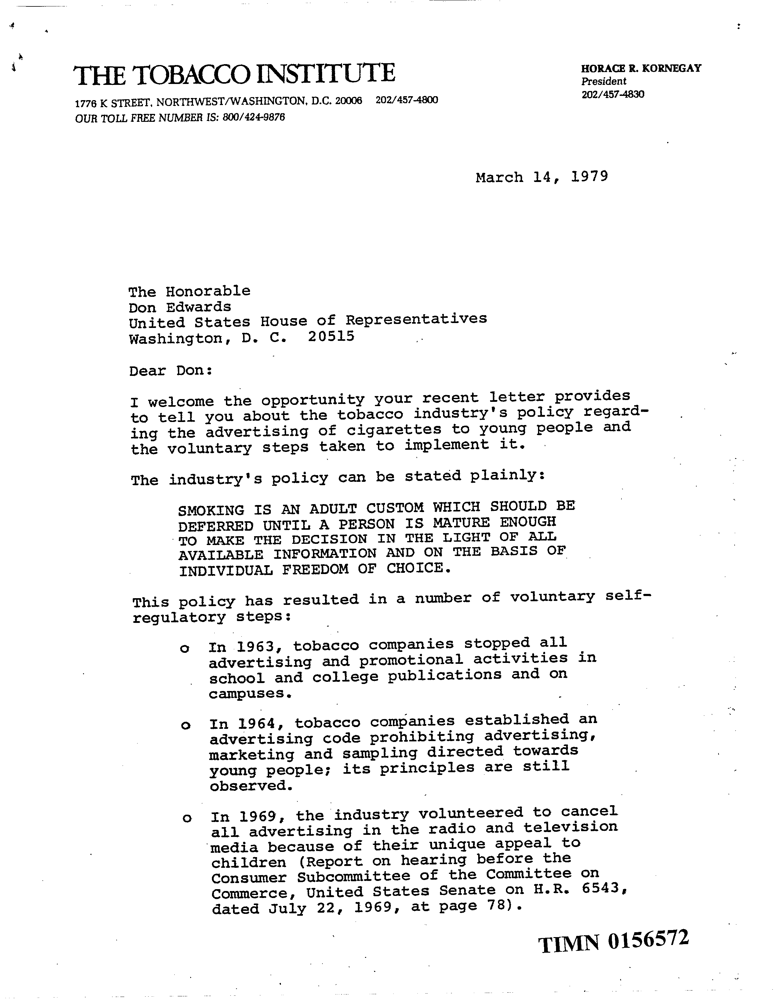 THE TOBACCO INSTITUTE
1776 K STREET, NORTHWEST/WASHINGTON, D.C. 20006 202/457-4800
OUR TOLL FREE NUMBER IS: 800/424-9876
HORACE R. KORNEGAY
President
202/457-4830
March 14, 1979
The Honorable
Don Edwards
United States House of Representatives
Washington, D. C. 20515
Dear Don:
I welcome the opportunity your recent letter provides
to tell you about the tobacco industry's policy regard-
ing the advertising of cigarettes to young people and
the voluntary steps taken to implement it.
The industry's policy can be stated plainly:
SMOKING IS AN ADULT CUSTOM WHICH SHOULD BE
DEFERRED UNTIL A PERSON IS MATURE ENOUGH
TO MAKE THE DECISION IN THE LIGHT OF ALL
AVAILABLE INFORMATION AND ON THE BASIS OF
INDIVIDUAL FREEDOM OF CHOICE.
This policy has resulted in a number of voluntary self-
regulatory steps:
o In 1963, tobacco companies stopped all
advertising and promotional activities in
school and college publications and on
campuses.
o In 1964, tobacco companies established an
advertising code prohibiting advertising,
marketing and sampling directed towards
young people; its principles are still
observed.
o In 1969, the industry volunteered to cancel
all advertising in the radio and television
media because of their unique appeal to
children (Report on hearing before the
Consumer Subcommittee of the Committee on
Commerce, United States Senate on H.R. 6543,
dated July 22, 1969, at page 78).
TIMN 0156572